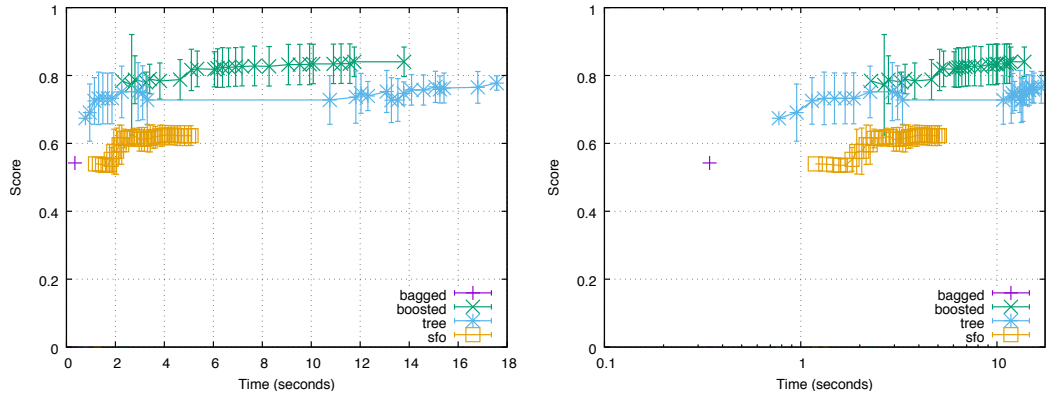 1
0.8
0.6
0.4
0.2
0
Score
0 2 4 6 8 10 12 14 16 18
Time (seconds)
bagged
boosted
tree
sfo
1
0.8
0.6
0.4
0.2
0
Score
0.1 1 10
Time (seconds)
bagged
boosted
tree
sfo